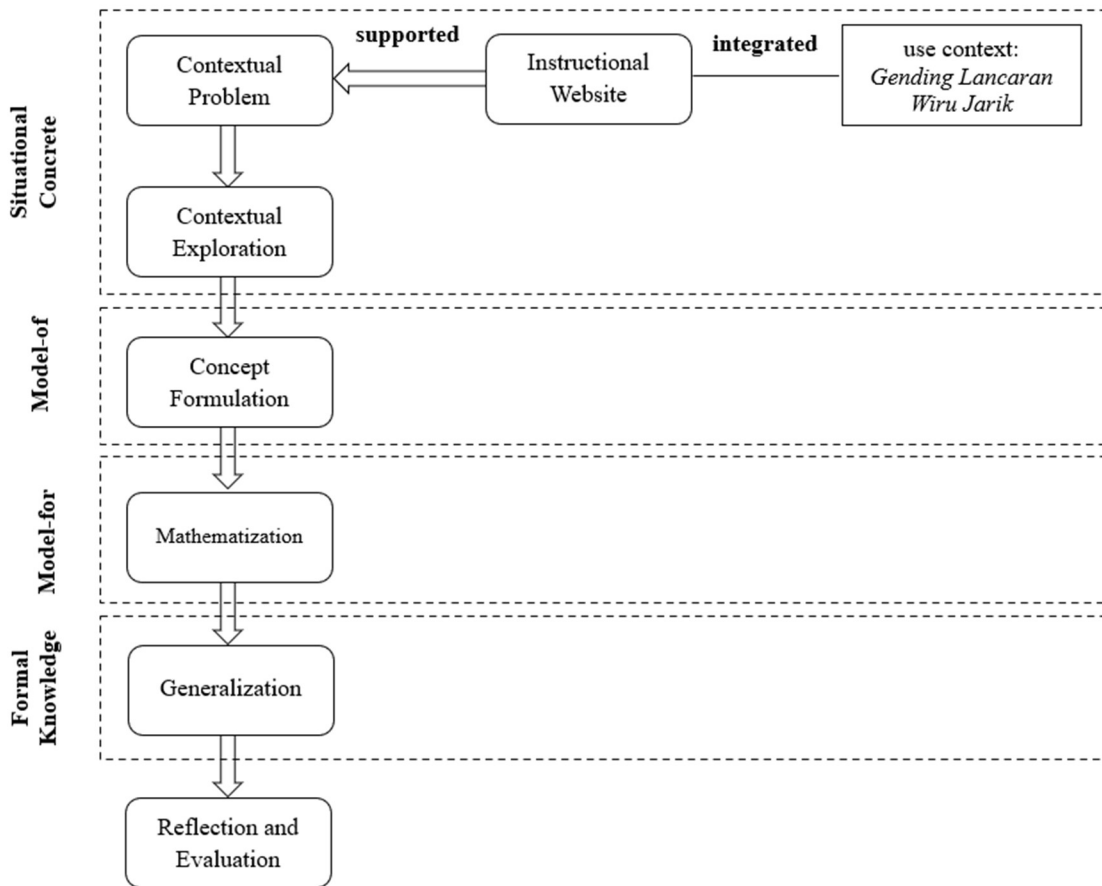 Situational
Concrete
Contextual
Problem
supported
Instructional
Website
integrated
use context:
Gending Lancaran
Wiru Jarik
Contextual
Exploration
Model-of
Concept
Formulation
Model-for
Mathematization
Formal
Knowledge
Generalization
Reflection and
Evaluation